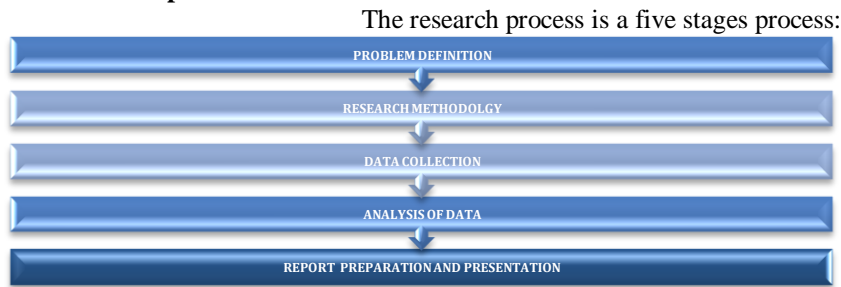 The research process is a five stages process:
PROBLEM DEFINITION
RESEARCH METHODOLGY
DATA COLLECTION
ANALYSIS OF DATA
REPORT PREPARATION AND PRESENTATION